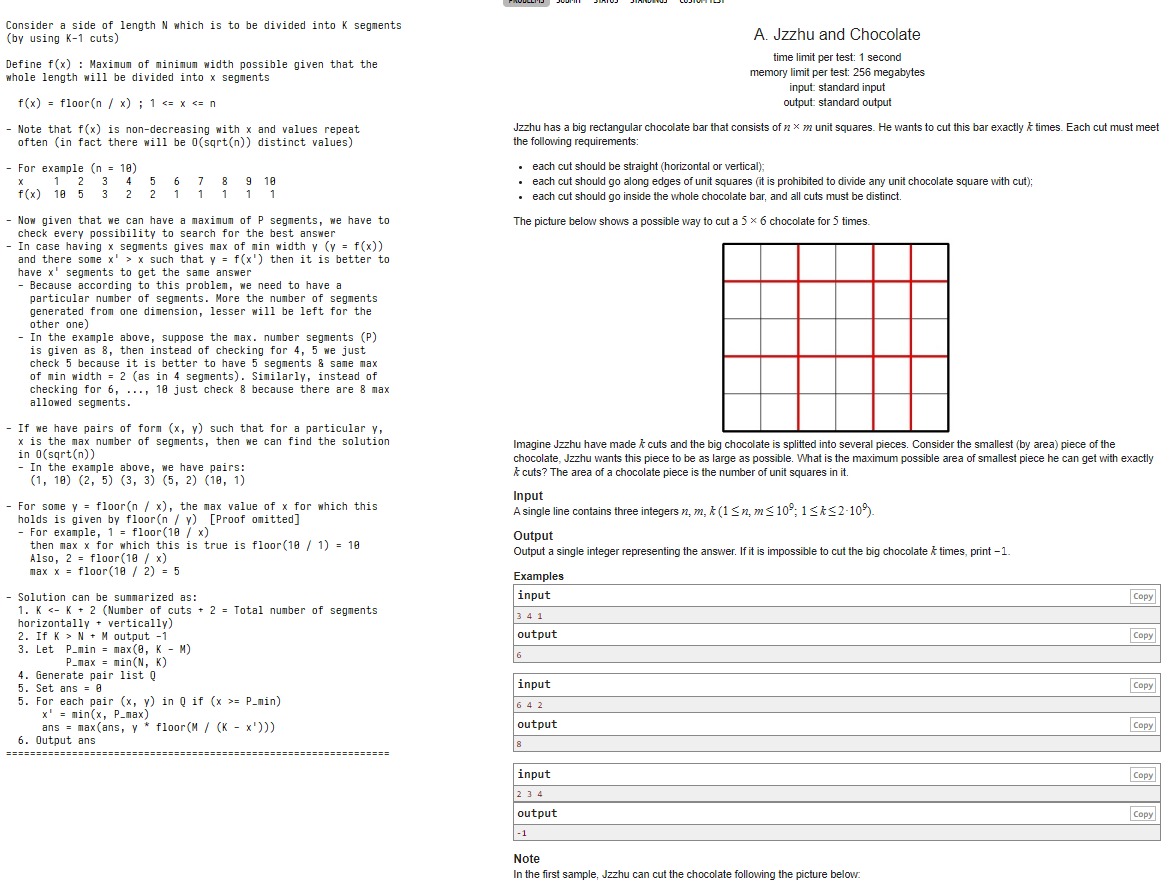 Consider a side of length N which is to be divided into K segments
(by using K-1 cuts)
Define f(x) : Maximum of minimum width possible given that the
whole length will be divided into x segments
f(x) = floor(n / x) ; 1 <= x <= n
- Note that f(x) is non-decreasing with x and values repeat
often (in fact there will be O(sqrt(n)) distinct values)
- For example (n = 10)
x 1 2 3 4 5 6 7 8 9 10
f(x) 10 5 3 2 2 1 1 1 1 1
- Now given that we can have a maximum of P segments, we have to
check every possibility to search for the best answer
- In case having x segments gives max of min width y (y = f(x))
and there some x' > x such that y = f(x') then it is better to
have x' segments to get the same answer
- Because according to this problem, we need to have a
particular number of segments. More the number of segments
generated from one dimension, lesser will be left for the
other one)
- In the example above, suppose the max. number segments (P)
is given as 8, then instead of checking for 4, 5 we just
check 5 because it is better to have 5 segments & same max
of min width = 2 (as in 4 segments). Similarly, instead of
checking for 6, ..., 10 just check 8 because there are 8 max
allowed segments.
- If we have pairs of form (x, y) such that for a particular y,
x is the max number of segments, then we can find the solution
in O(sqrt(n))
- In the example above, we have pairs:
(1, 10) (2, 5) (3, 3) (5, 2) (10, 1)
- For some y = floor(n / x), the max value of x for which this
holds is given by floor(n / y) [Proof omitted]
- For example, 1 = floor(10 / x)
then max x for which this is true is floor(10 / 1) = 10
Also, 2 = floor(10 / x)
max x = floor(10 / 2) = 5
- Solution can be summarized as:
1. K <- K + 2 (Number of cuts + 2 = Total number of segments
horizontally + vertically)
2. If K > N + M output -1
3. Let P_min = max(0, K - M)
P_max = min(N, K)
4. Generate pair list Q
5. Set ans = 0
5. For each pair (x, y) in Q if (x >= P_min)
x' = min(x, P_max)
ans = max(ans, y * floor(M / (K - x')))
6. Output ans
================================================================
PROBLEMS SUBMIT STATUS STANDINGS CUSTOM TEST
A. Jzzhu and Chocolate
time limit per test: 1 second
memory limit per test: 256 megabytes
input: standard input
output: standard output
Jzzhu has a big rectangular chocolate bar that consists of n × m unit squares. He wants to cut this bar exactly k times. Each cut must meet
the following requirements:
• each cut should be straight (horizontal or vertical);
• each cut should go along edges of unit squares (it is prohibited to divide any unit chocolate square with cut);
• each cut should go inside the whole chocolate bar, and all cuts must be distinct.
The picture below shows a possible way to cut a 5 × 6 chocolate for 5 times.
Imagine Jzzhu have made k cuts and the big chocolate is splitted into several pieces. Consider the smallest (by area) piece of the
chocolate, Jzzhu wants this piece to be as large as possible. What is the maximum possible area of smallest piece he can get with exactly
k cuts? The area of a chocolate piece is the number of unit squares in it.
Input
A single line contains three integers n, m, k (1 ≤ n, m ≤ 10⁹; 1 ≤ k ≤ 2·10⁹).
Output
Output a single integer representing the answer. If it is impossible to cut the big chocolate k times, print −1.
Examples
input Copy
3 4 1
output Copy
6
input Copy
6 4 2
output Copy
8
input Copy
2 3 4
output Copy
-1
Note
In the first sample, Jzzhu can cut the chocolate following the picture below: